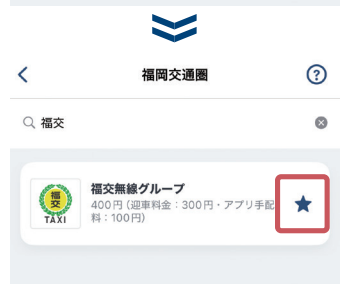 福岡交通圏
福交
福交無線グループ
400円 (迎車料金：300円・アプリ手配
料：100円)
福
交
TAXI